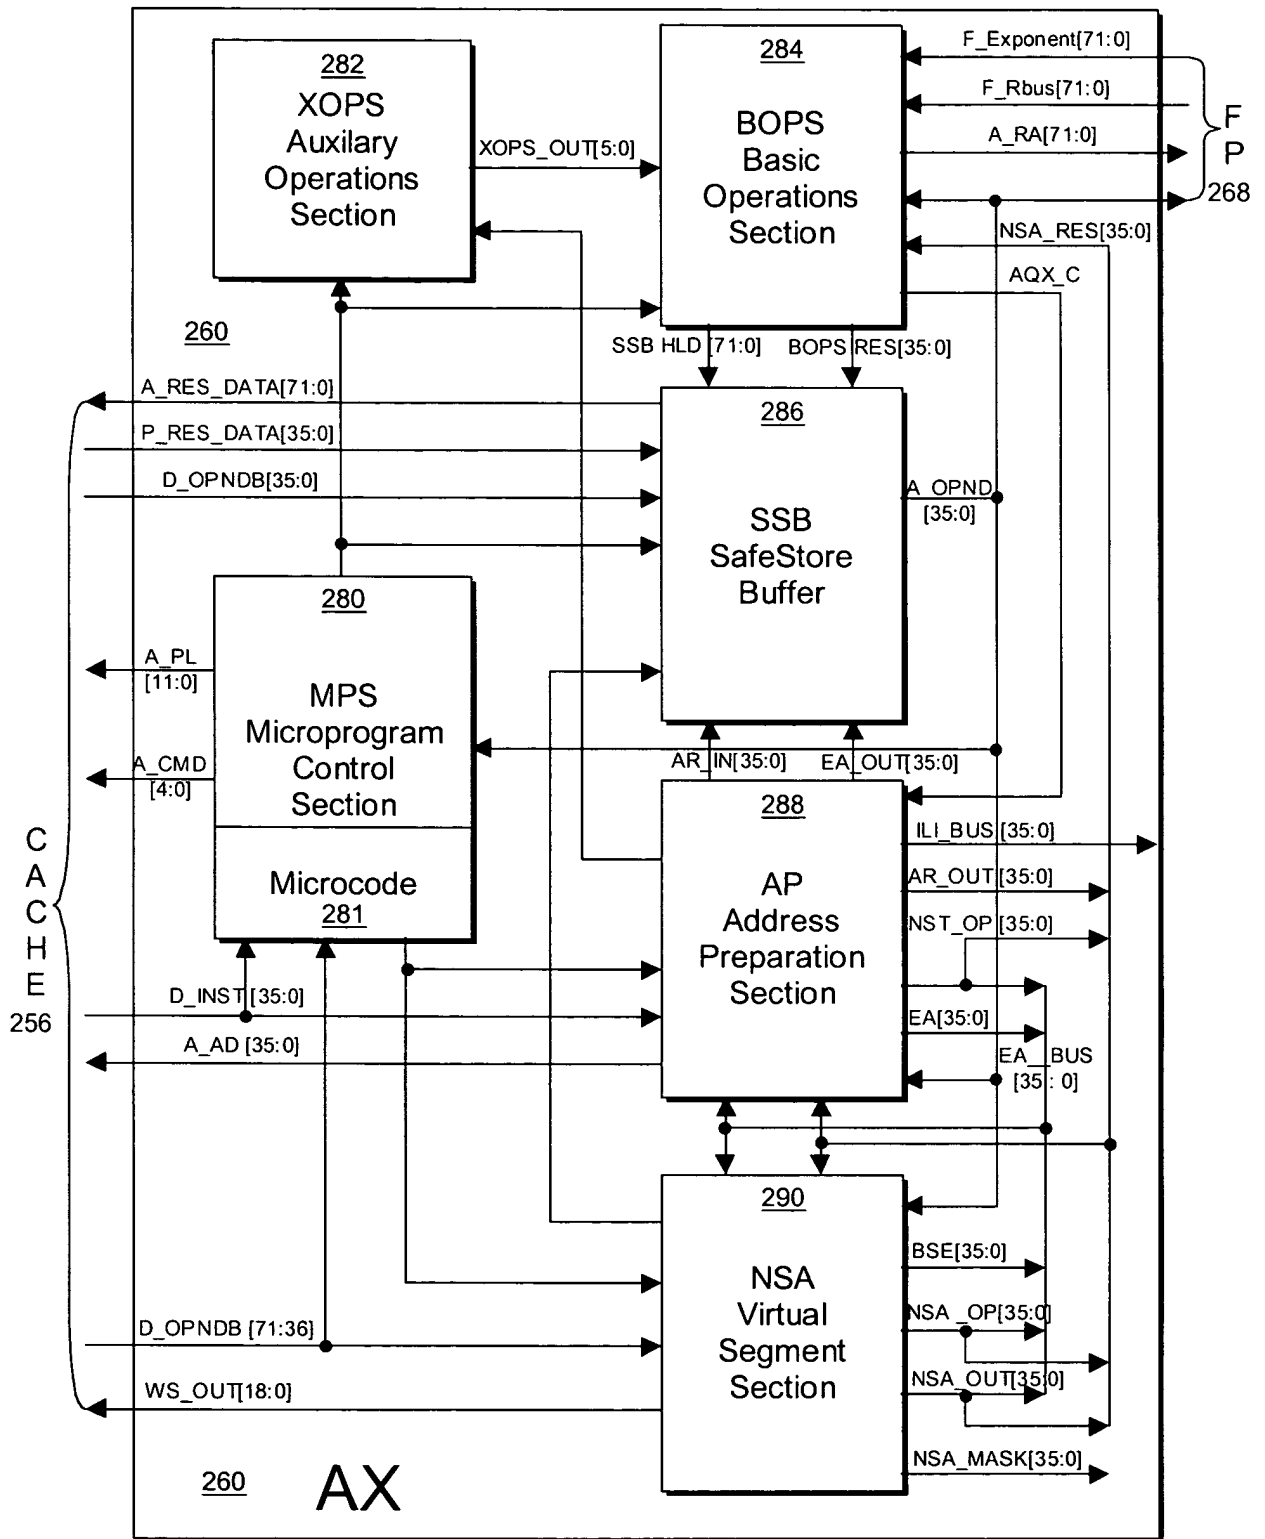 282
XOPS
Auxilary
Operations
Section
XOPS_OUT[5:0]
284
BOPS
Basic
Operations
Section
F_Exponent[71:0]
F_Rbus[71:0]
A_RA[71:0]
F
P
268
NSA_RES[35:0]
AQX_C
260
SSB HLD [71:0]
BOPS RES[35:0]
A_RES_DATA[71:0]
P_RES_DATA[35:0]
D_OPNDB[35:0]
286
SSB
SafeStore
Buffer
A_OPND
[35:0]
280
MPS
Microprogram
Control
Section
Microcode
281
A_PL
[11:0]
A_CMD
[4:0]
AR_IN[35:0]
EA_OUT[35:0]
288
AP
Address
Preparation
Section
ILI_BUS[35:0]
AR_OUT[35:0]
NST_OP[35:0]
EA[35:0]
EA__BUS
[35 : 0]
C
A
C
H
E
256
D_INST[35:0]
A_AD [35:0]
290
NSA
Virtual
Segment
Section
BSE[35:0]
NSA _OP[35:0]
NSA_OUT[35:0]
NSA_MASK[35:0]
D_OPNDB [71:36]
WS_OUT[18:0]
260
AX